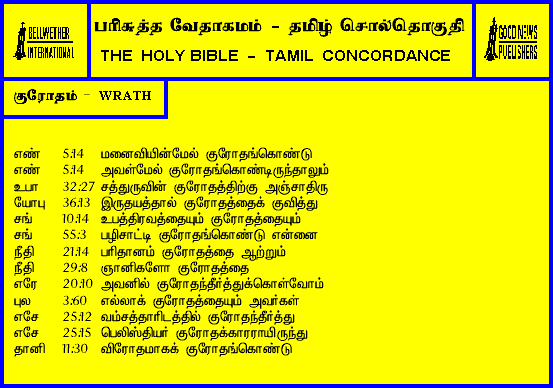 BELLWETHER
INTERNATIONAL
பரிசுத்த வேதாகமம் - தமிழ் சொல்தொகுதி
THE HOLY BIBLE - TAMIL CONCORDANCE
GOOD NEWS
PUBLISHERS
குரோதம் - WRATH
எண் 5:14 மனைவியின்மேல் குரோதங்கொண்டு
எண் 5:14 அவள்மேல் குரோதங்கொண்டிருந்தாலும்
உபா 32:27 சத்துருவின் குரோதத்திற்கு அஞ்சாதிரு
யோபு 36:13 இருதயத்தால் குரோதத்தைக் குவித்து
சங் 10:14 உபத்திரவத்தையும் குரோதத்தையும்
சங் 55:3 பழிசாட்டி குரோதங்கொண்டு என்னை
நீதி 21:14 பரிதானம் குரோதத்தை ஆற்றும்
நீதி 29:8 ஞானிகளோ குரோதத்தை
எரே 20:10 அவனில் குரோதந்தீர்த்துக்கொள்வோம்
புல 3:60 எல்லாக் குரோதத்தையும் அவர்கள்
எசே 25:12 வம்சத்தாரிடத்தில் குரோதந்தீர்த்து
எசே 25:15 பெலிஸ்தியர் குரோதக்காரராயிருந்து
தானி 11:30 விரோதமாகக் குரோதங்கொண்டு